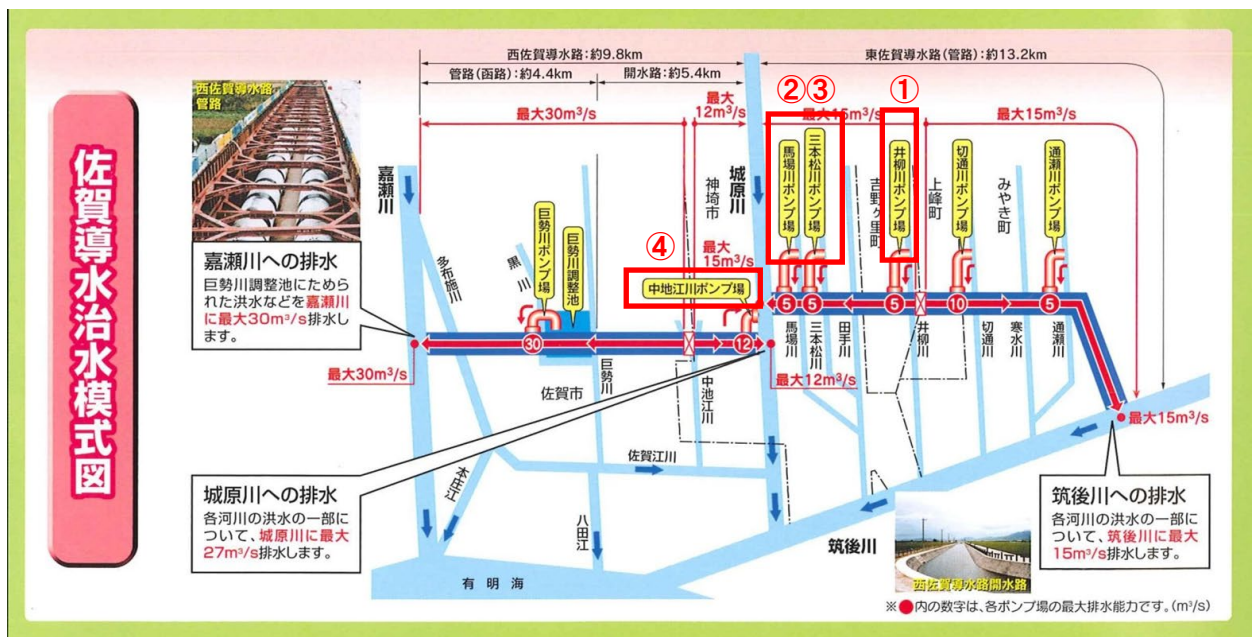 佐賀導水治水模式図
西佐賀導水路:約9.8km
東佐賀導水路(管路):約13.2km
管路(函路):約4.4km
開水路:約5.4km
最大30m³/s
最大
12m³/s
最大15m³/s
最大15m³/s
②③
①
④
西佐賀導水路
管路
嘉瀬川への排水
巨勢川調整池にため
られた洪水などを嘉瀬川
に最大30m³/s排水し
ます。
嘉瀬川
多布施川
黒川
巨勢川ポンプ場
巨勢川調整池
神埼市
城原川
最大
15m³/s
中地江川ポンプ場
馬場川ポンプ場
三本松川ポンプ場
吉野ヶ里町
井柳川ポンプ場
上峰町
切通川ポンプ場
みやき町
通瀬川ポンプ場
5
5
5
10
5
30
12
馬場川
三本松川
田手川
井柳川
切通川
寒水川
通瀬川
最大30m³/s
佐賀市
巨勢川
中池江川
最大12m³/s
最大15m³/s
佐賀江川
本庄江
八田江
城原川への排水
各河川の洪水の一部に
ついて、城原川に最大
27m³/s排水します。
筑後川への排水
各河川の洪水の一部に
ついて、筑後川に最大
15m³/s排水します。
筑後川
有明海
西佐賀導水路開水路
※●内の数字は、各ポンプ場の最大排水能力です。(m³/s)